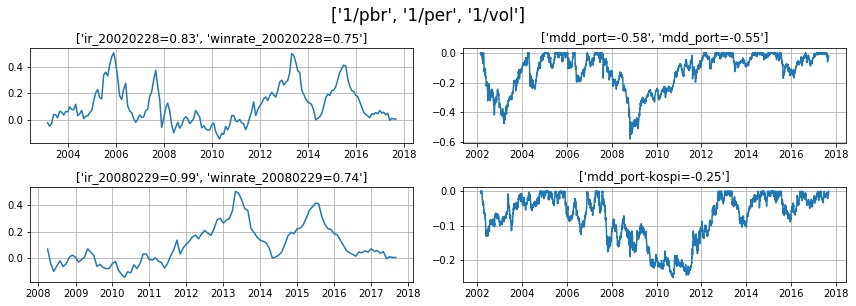 ['1/pbr', '1/per', '1/vol']
['ir_20020228=0.83', 'winrate_20020228=0.75']
0.4
0.2
0.0
2004 2006 2008 2010 2012 2014 2016 2018
['mdd_port=-0.58', 'mdd_port=-0.55']
0.0
−0.2
−0.4
−0.6
2002 2004 2006 2008 2010 2012 2014 2016 2018
['ir_20080229=0.99', 'winrate_20080229=0.74']
0.4
0.2
0.0
2008 2009 2010 2011 2012 2013 2014 2015 2016 2017 2018
['mdd_port-kospi=-0.25']
0.0
−0.1
−0.2
2002 2004 2006 2008 2010 2012 2014 2016 2018